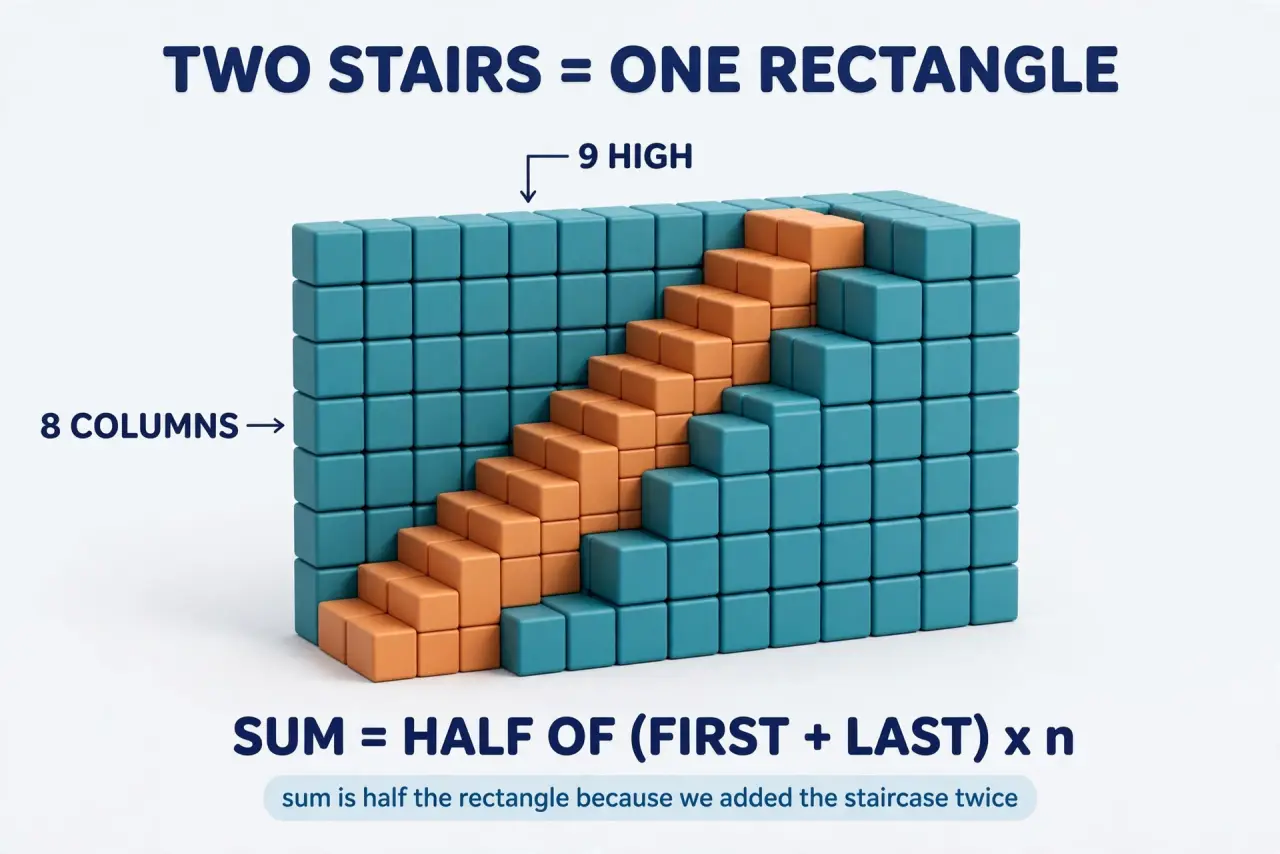 TWO STAIRS = ONE RECTANGLE
9 HIGH
8 COLUMNS
SUM = HALF OF (FIRST + LAST) x n
sum is half the rectangle because we added the staircase twice